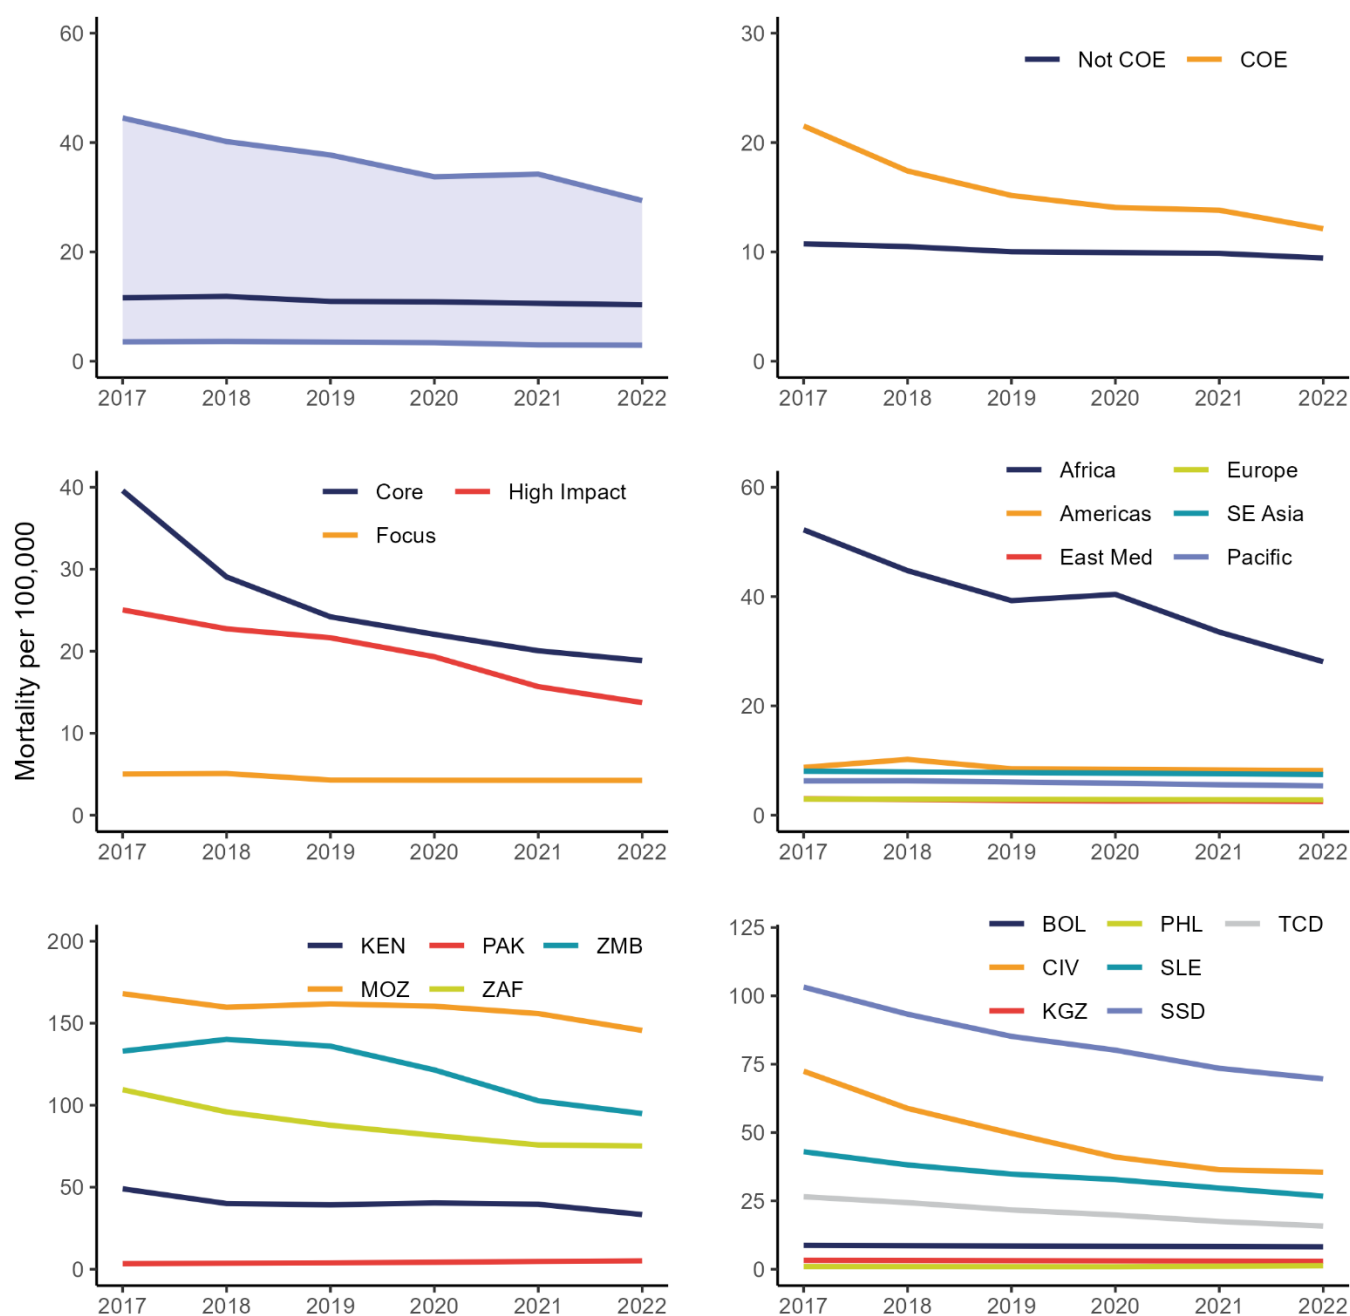 60
40
20
0
2017 2018 2019 2020 2021 2022
30
20
10
0
Not COE COE
2017 2018 2019 2020 2021 2022
Mortality per 100,000
40
30
20
10
0
Core High Impact
Focus
2017 2018 2019 2020 2021 2022
60
40
20
0
Africa Europe
Americas SE Asia
East Med Pacific
2017 2018 2019 2020 2021 2022
200
150
100
50
0
KEN PAK ZMB
MOZ ZAF
2017 2018 2019 2020 2021 2022
125
100
75
50
25
0
BOL PHL TCD
CIV SLE
KGZ SSD
2017 2018 2019 2020 2021 2022